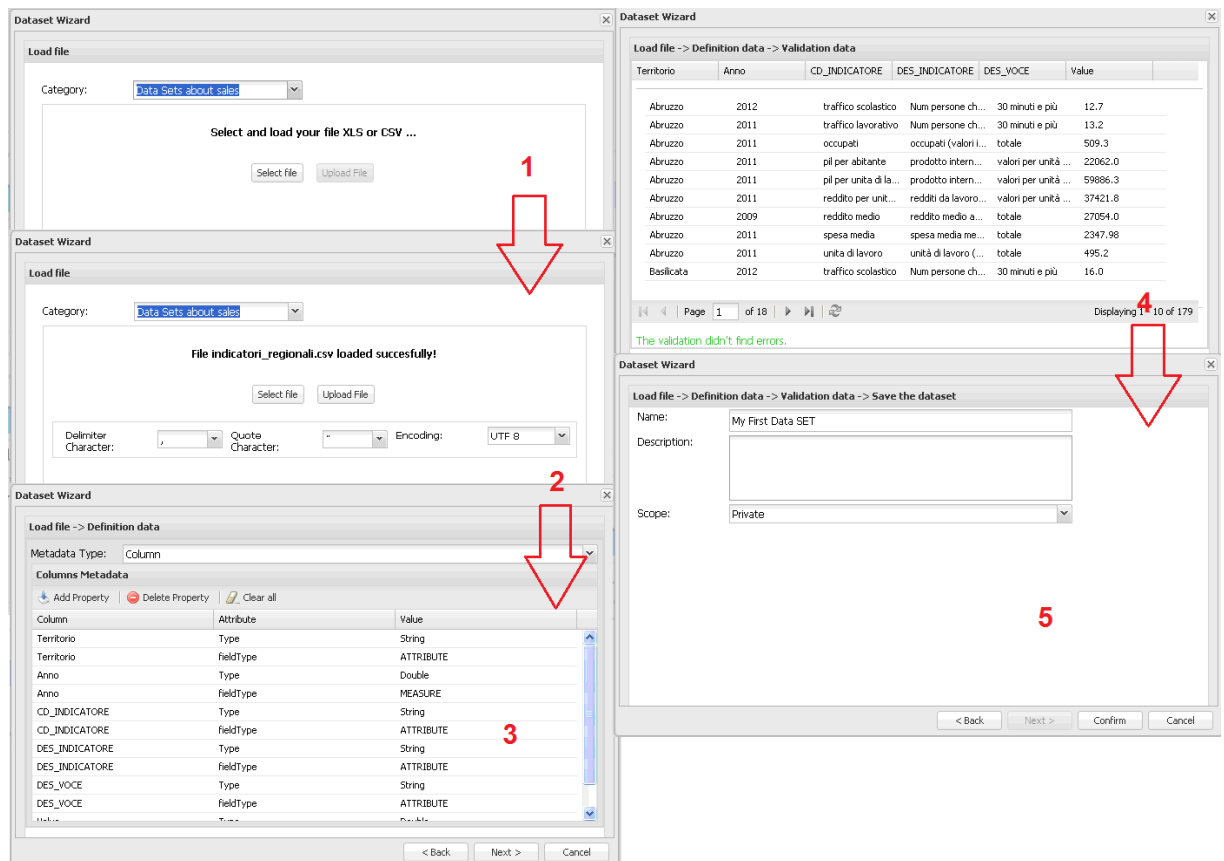 Dataset Wizard
Load file
Category: Data Sets about sales
Select and load your file XLS or CSV ...
Select file Upload File
1
Dataset Wizard
Load file
Category: Data Sets about sales
File indicatori_regionali.csv loaded succesfully!
Select file Upload File
Delimiter Character: , Quote Character: " Encoding: UTF 8
2
Dataset Wizard
Load file -> Definition data
Metadata Type: Column
Columns Metadata
Add Property Delete Property Clear all
Column Attribute Value
Territorio Type String
Territorio fieldType ATTRIBUTE
Anno Type Double
Anno fieldType MEASURE
CD_INDICATORE Type String
CD_INDICATORE fieldType ATTRIBUTE
3
DES_INDICATORE Type String
DES_INDICATORE fieldType ATTRIBUTE
DES_VOCE Type String
DES_VOCE fieldType ATTRIBUTE
Value Type Double
< Back Next > Cancel
Dataset Wizard
Load file -> Definition data -> Validation data
Territorio Anno CD_INDICATORE DES_INDICATORE DES_VOCE Value
Abruzzo 2012 traffico scolastico Num persone ch... 30 minuti e più 12.7
Abruzzo 2011 traffico lavorativo Num persone ch... 30 minuti e più 13.2
Abruzzo 2011 occupati occupati (valori i... totale 509.3
Abruzzo 2011 pil per abitante prodotto intern... valori per unità ... 22062.0
Abruzzo 2011 pil per unita di la... prodotto intern... valori per unità ... 59886.3
Abruzzo 2011 reddito per unit... redditi da lavoro... valori per unità ... 37421.8
Abruzzo 2009 reddito medio reddito medio a... totale 27054.0
Abruzzo 2011 spesa media spesa media me... totale 2347.98
Abruzzo 2011 unita di lavoro unità di lavoro (... totale 495.2
Basilicata 2012 traffico scolastico Num persone ch... 30 minuti e più 16.0
4
Page 1 of 18 Displaying 1 - 10 of 179
The validation didn't find errors.
Dataset Wizard
Load file -> Definition data -> Validation data -> Save the dataset
Name: My First Data SET
Description:
Scope: Private
5
< Back Next > Confirm Cancel